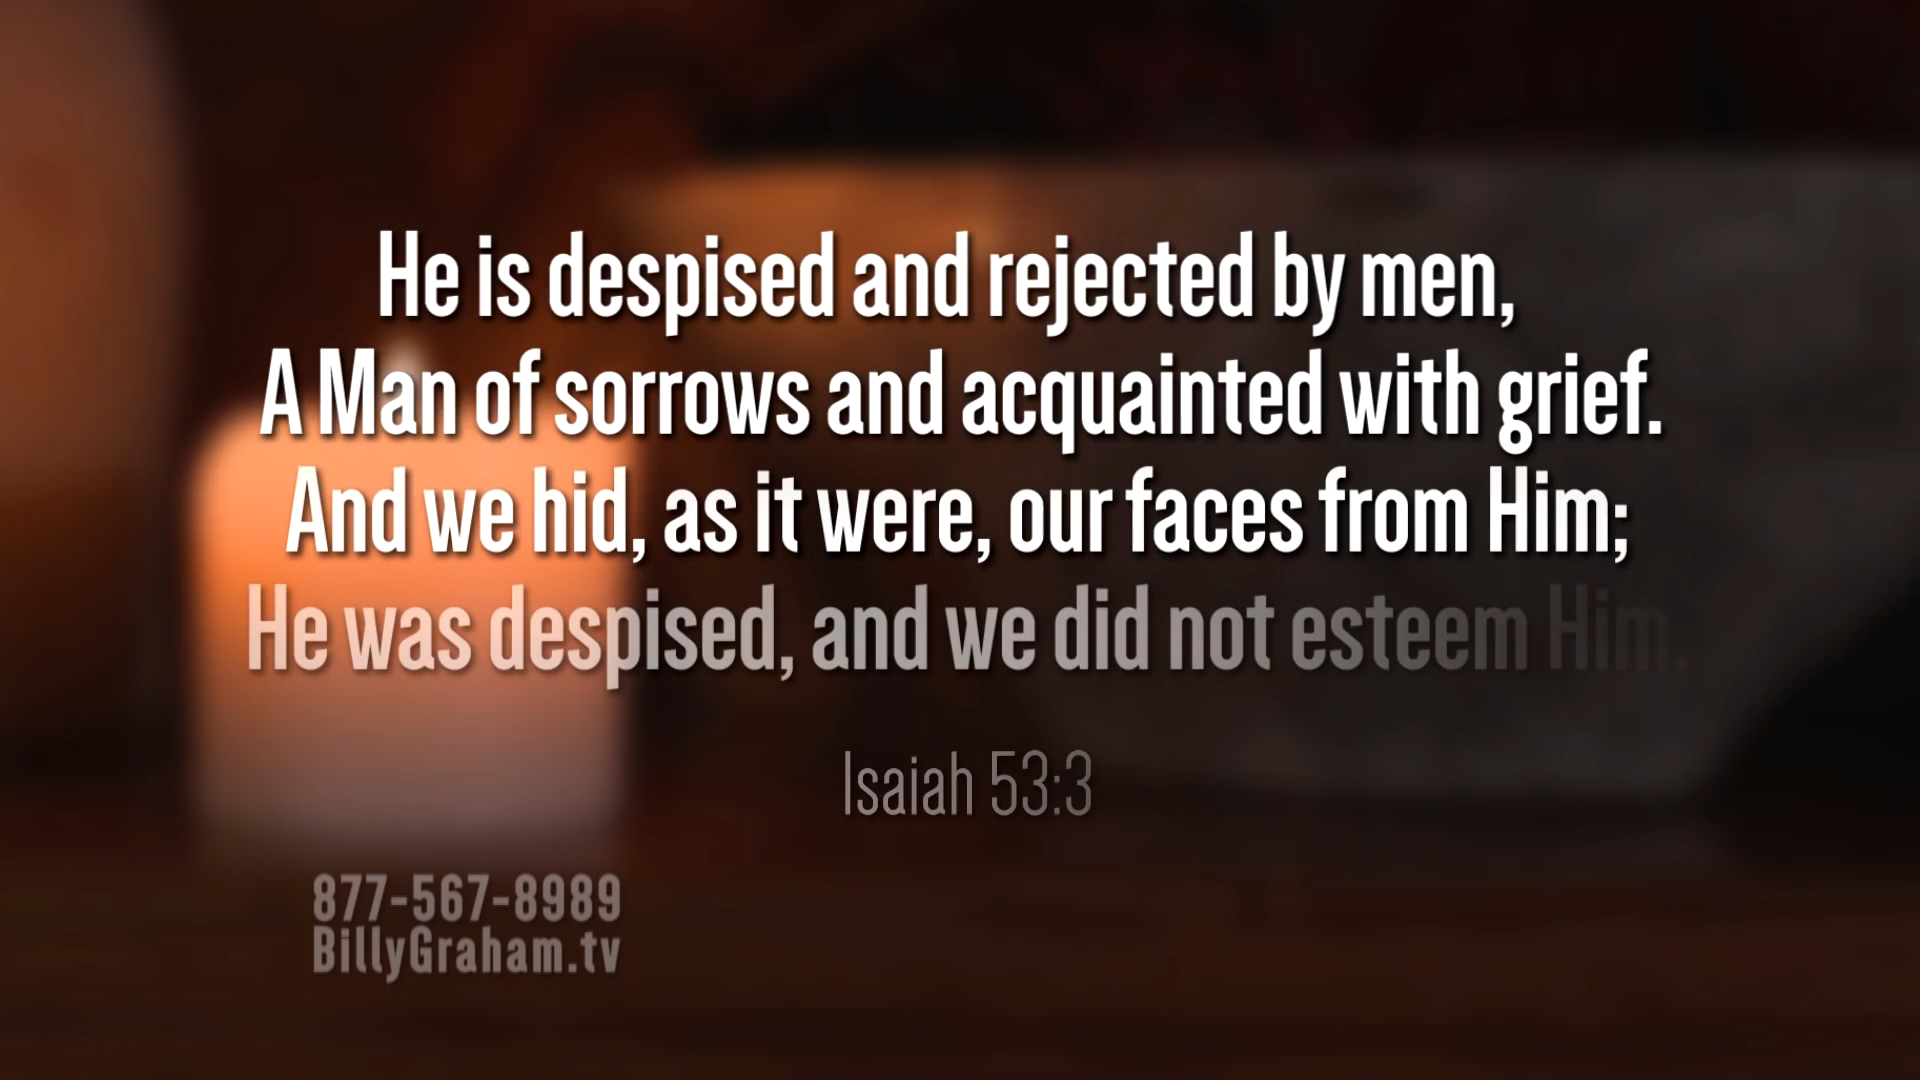 He is despised and rejected by men,
A Man of sorrows and acquainted with grief.
And we hid, as it were, our faces from Him;
He was despised, and we did not esteem Him.
Isaiah 53:3
877-567-8989
BillyGraham.tv